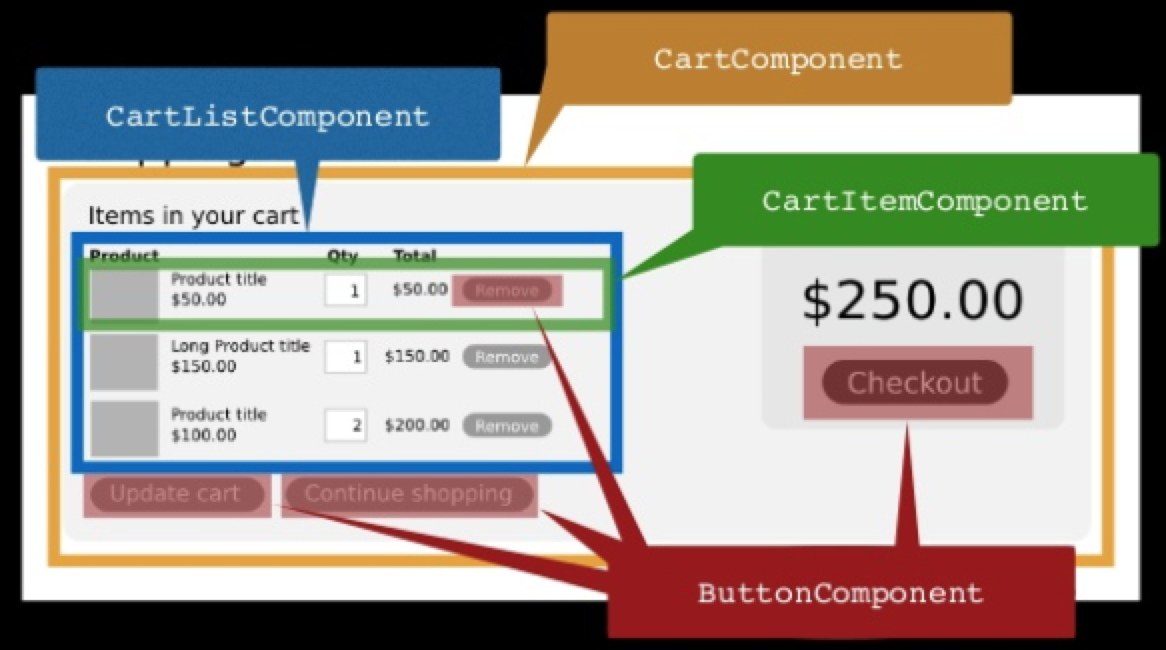 CartComponent
CartListComponent
CartItemComponent
Items in your cart
Product Qty Total
Product title
$50.00
1 $50.00 Remove
$250.00
Long Product title
$150.00
1 $150.00 Remove
Checkout
Product title
$100.00
2 $200.00 Remove
Update cart Continue shopping
ButtonComponent